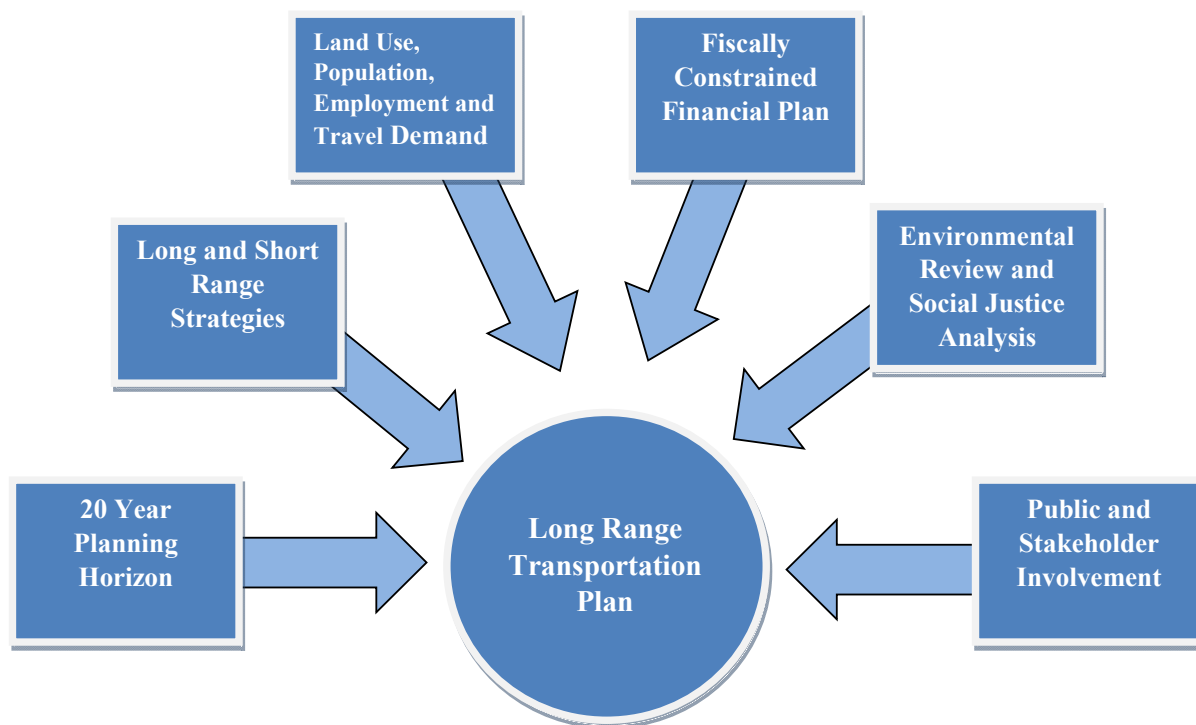 Land Use,
Population,
Employment and
Travel Demand
Fiscally
Constrained
Financial Plan
Long and Short
Range
Strategies
Environmental
Review and
Social Justice
Analysis
20 Year
Planning
Horizon
Long Range
Transportation
Plan
Public and
Stakeholder
Involvement